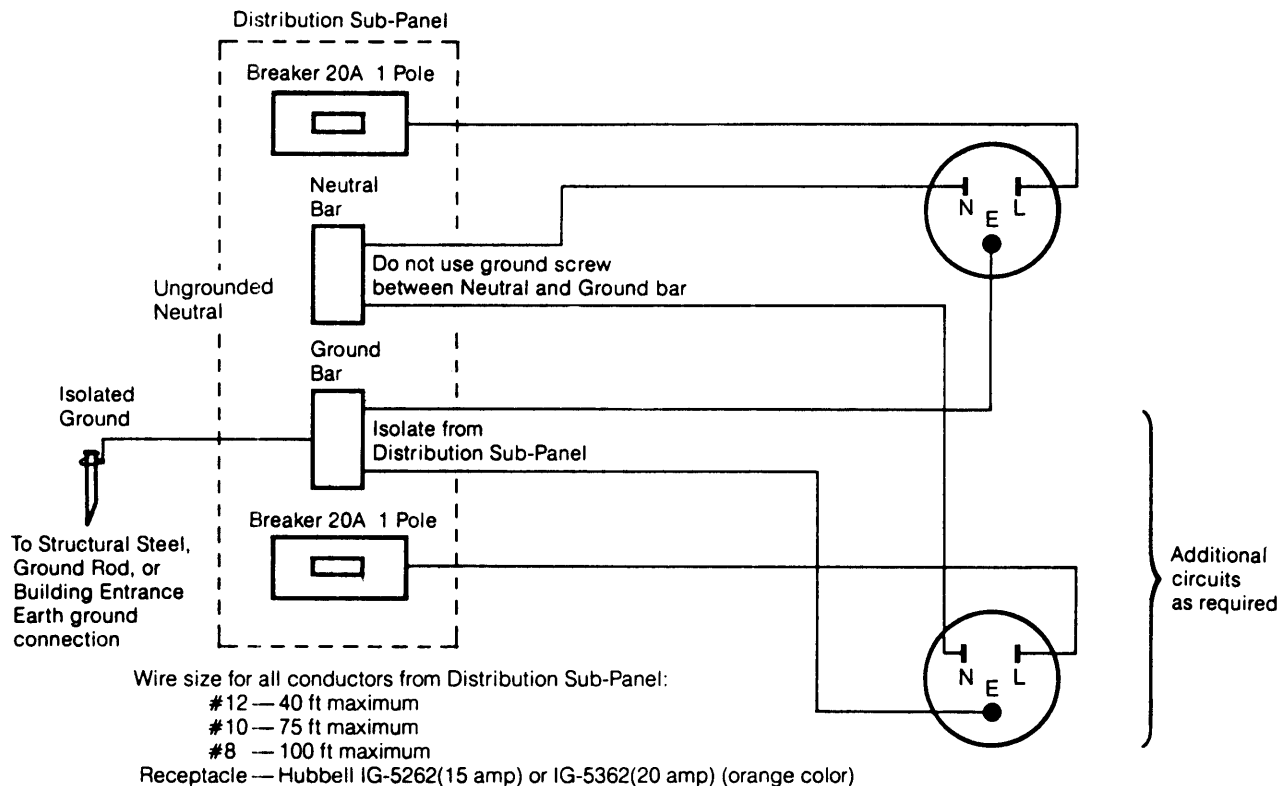 Distribution Sub-Panel
Breaker 20A 1 Pole
Neutral
Bar
N
E
L
Do not use ground screw
between Neutral and Ground bar
Ungrounded
Neutral
Ground
Bar
Isolated
Ground
Isolate from
Distribution Sub-Panel
Breaker 20A 1 Pole
To Structural Steel,
Ground Rod, or
Building Entrance
Earth ground
connection
Additional
circuits
as required
N
E
L
Wire size for all conductors from Distribution Sub-Panel:
#12 — 40 ft maximum
#10 — 75 ft maximum
#8 — 100 ft maximum
Receptacle — Hubbell IG-5262(15 amp) or IG-5362(20 amp) (orange color)